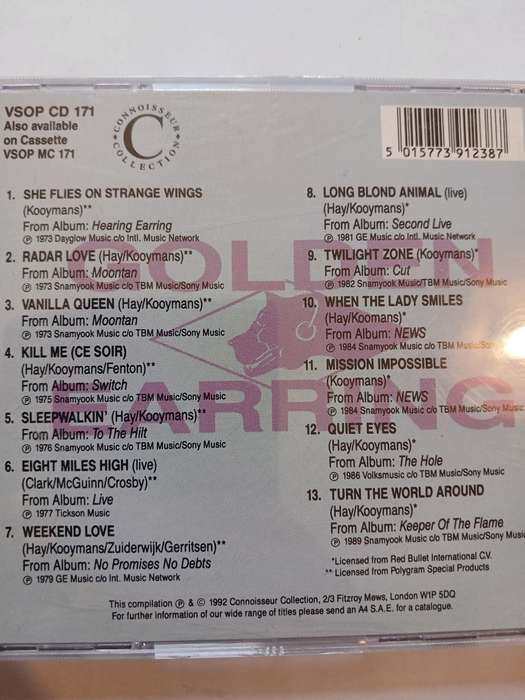 VSOP CD 171
Also available
on Cassette
VSOP MC 171
CONNOISSEUR
C
COLLECTION
5 015773 912387
GOLDEN
EARRING
1. SHE FLIES ON STRANGE WINGS
(Kooymans)**
From Album: Hearing Earring
℗ 1973 Dayglow Music c/o Intl. Music Network
2. RADAR LOVE (Hay/Kooymans)**
From Album: Moontan
℗ 1973 Snamyook Music c/o TBM Music/Sony Music
3. VANILLA QUEEN (Hay/Kooymans)**
From Album: Moontan
℗ 1973 Snamyook Music c/o TBM Music/Sony Music
4. KILL ME (CE SOIR)
(Hay/Kooymans/Fenton)**
From Album: Switch
℗ 1975 Snamyook Music c/o TBM Music/Sony Music
5. SLEEPWALKIN' (Hay/Kooymans)**
From Album: To The Hilt
℗ 1976 Snamyook Music c/o TBM Music/Sony Music
6. EIGHT MILES HIGH (live)
(Clark/McGuinn/Crosby)**
From Album: Live
℗ 1977 Tickson Music
7. WEEKEND LOVE
(Hay/Kooymans/Zuiderwijk/Gerritsen)**
From Album: No Promises No Debts
℗ 1979 GE Music c/o Int. Music Network
8. LONG BLOND ANIMAL (live)
(Hay/Kooymans)*
From Album: Second Live
℗ 1981 GE Music c/o Intl. Music Network
9. TWILIGHT ZONE (Kooymans)*
From Album: Cut
℗ 1982 Snamyook Music/TBM Music/Sony Music
10. WHEN THE LADY SMILES
(Hay/Koomans)*
From Album: NEWS
℗ 1984 Snamyook Music c/o TBM Music/Sony Music
11. MISSION IMPOSSIBLE
(Kooymans)*
From Album: NEWS
℗ 1984 Snamyook Music c/o TBM Music/Sony Music
12. QUIET EYES
(Hay/Kooymans)*
From Album: The Hole
℗ 1986 Volksmusic c/o TBM Music/Sony Music
13. TURN THE WORLD AROUND
(Hay/Kooymans)*
From Album: Keeper Of The Flame
℗ 1989 Snamyook Music c/o TBM Music/Sony Music
*Licensed from Red Bullet International C.V.
** Licensed from Polygram Special Products
This compilation ℗ & © 1992 Connoisseur Collection, 2/3 Fitzroy Mews, London W1P 5DQ
For further information of our wide range of titles please send an A4 S.A.E. for a catalogue.